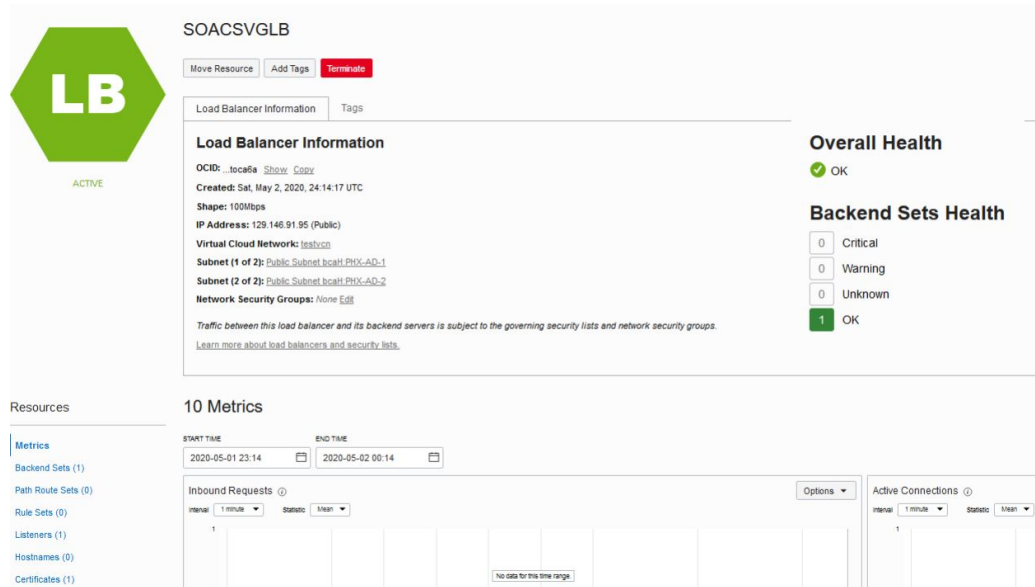 SOACSVGLB
Move Resource Add Tags Terminate
LB
ACTIVE
Load Balancer Information Tags
Load Balancer Information
OCID: ...toca6a Show Copy
Created: Sat, May 2, 2020, 24:14:17 UTC
Shape: 100Mbps
IP Address: 129.146.91.95 (Public)
Virtual Cloud Network: testvcn
Subnet (1 of 2): Public Subnet bcaH:PHX-AD-1
Subnet (2 of 2): Public Subnet bcaH:PHX-AD-2
Network Security Groups: None Edit
Traffic between this load balancer and its backend servers is subject to the governing security lists and network security groups.
Learn more about load balancers and security lists.
Overall Health
OK
Backend Sets Health
0 Critical
0 Warning
0 Unknown
1 OK
Resources
Metrics
Backend Sets (1)
Path Route Sets (0)
Rule Sets (0)
Listeners (1)
Hostnames (0)
Certificates (1)
10 Metrics
START TIME END TIME
2020-05-01 23:14 2020-05-02 00:14
Inbound Requests Options
Interval 1 minute Statistic Mean
1
No data for this time range
Active Connections
Interval 1 minute Statistic Mean
1